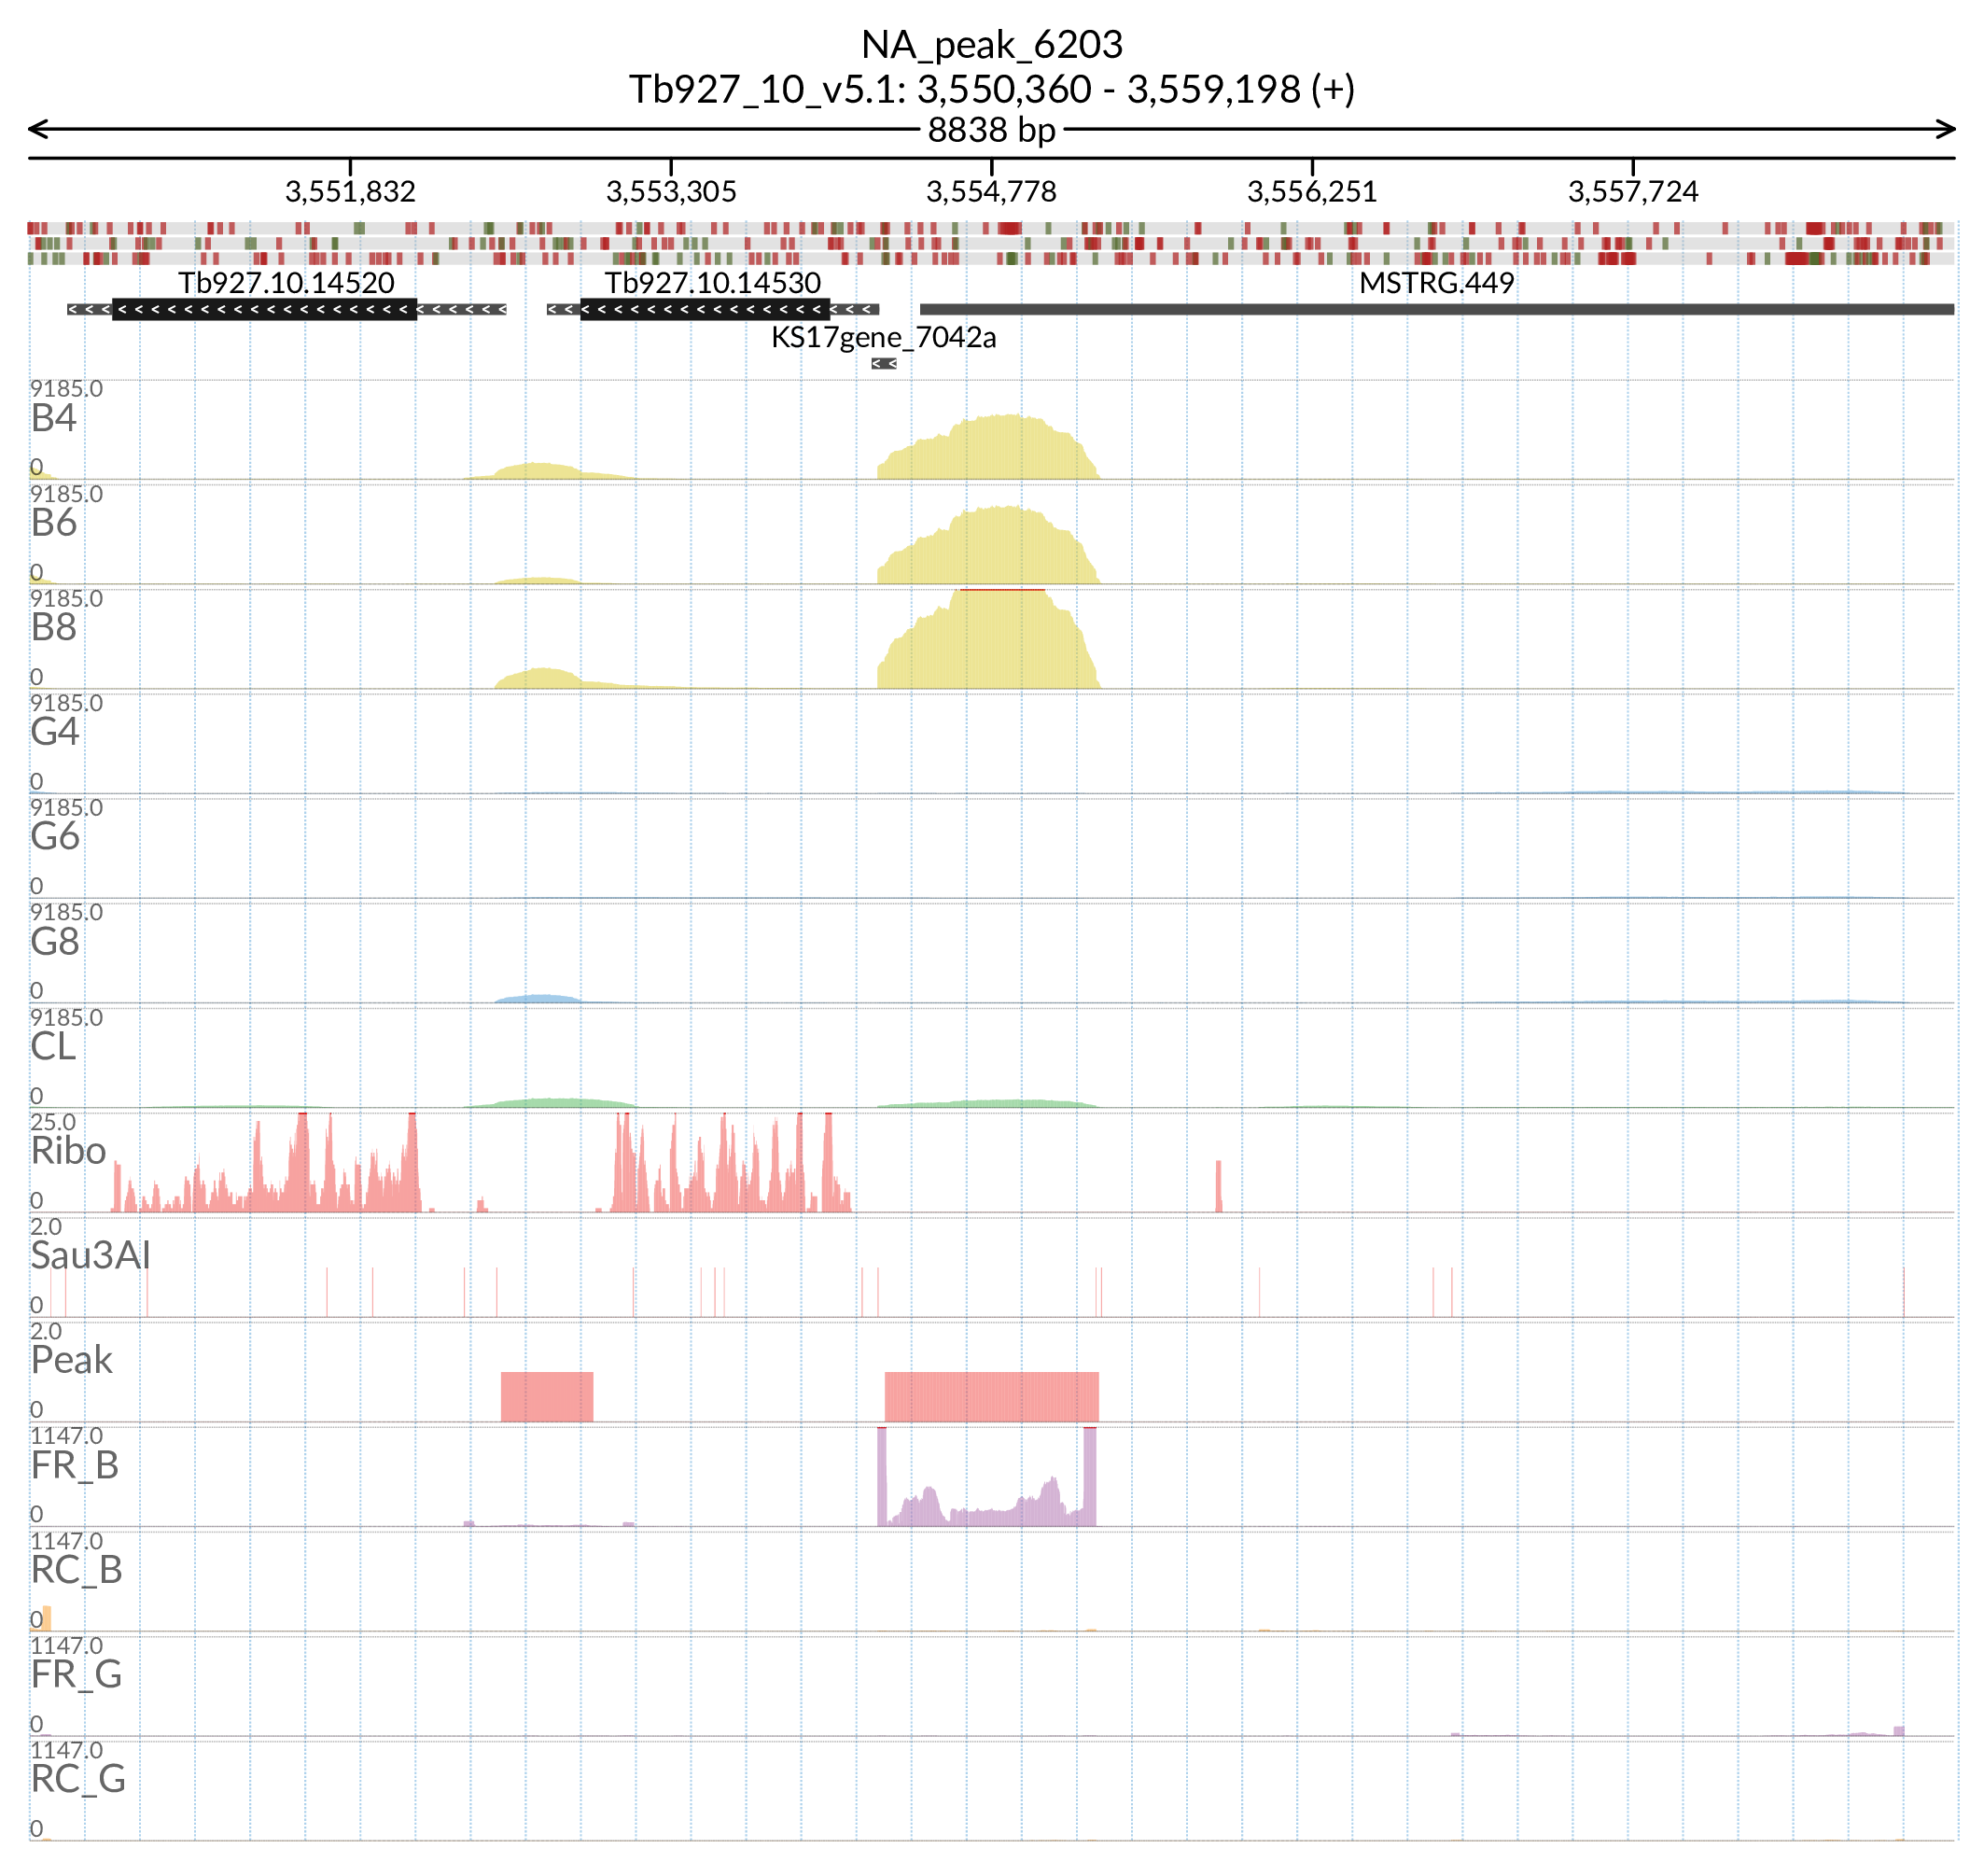 NA_peak_6203
Tb927_10_v5.1: 3,550,360 - 3,559,198 (+)
8838 bp
3,551,832 3,553,305 3,554,778 3,556,251 3,557,724
Tb927.10.14520 Tb927.10.14530 MSTRG.449
KS17gene_7042a
9185.0
B4
0
9185.0
B6
0
9185.0
B8
0
9185.0
G4
0
9185.0
G6
0
9185.0
G8
0
9185.0
CL
0
25.0
Ribo
0
2.0
Sau3AI
0
2.0
Peak
0
1147.0
FR_B
0
1147.0
RC_B
0
1147.0
FR_G
0
1147.0
RC_G
0